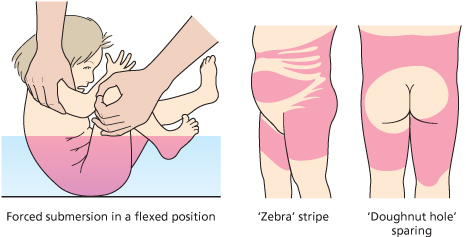 Forced submersion in a flexed position
‘Zebra’ stripe
‘Doughnut hole’
sparing